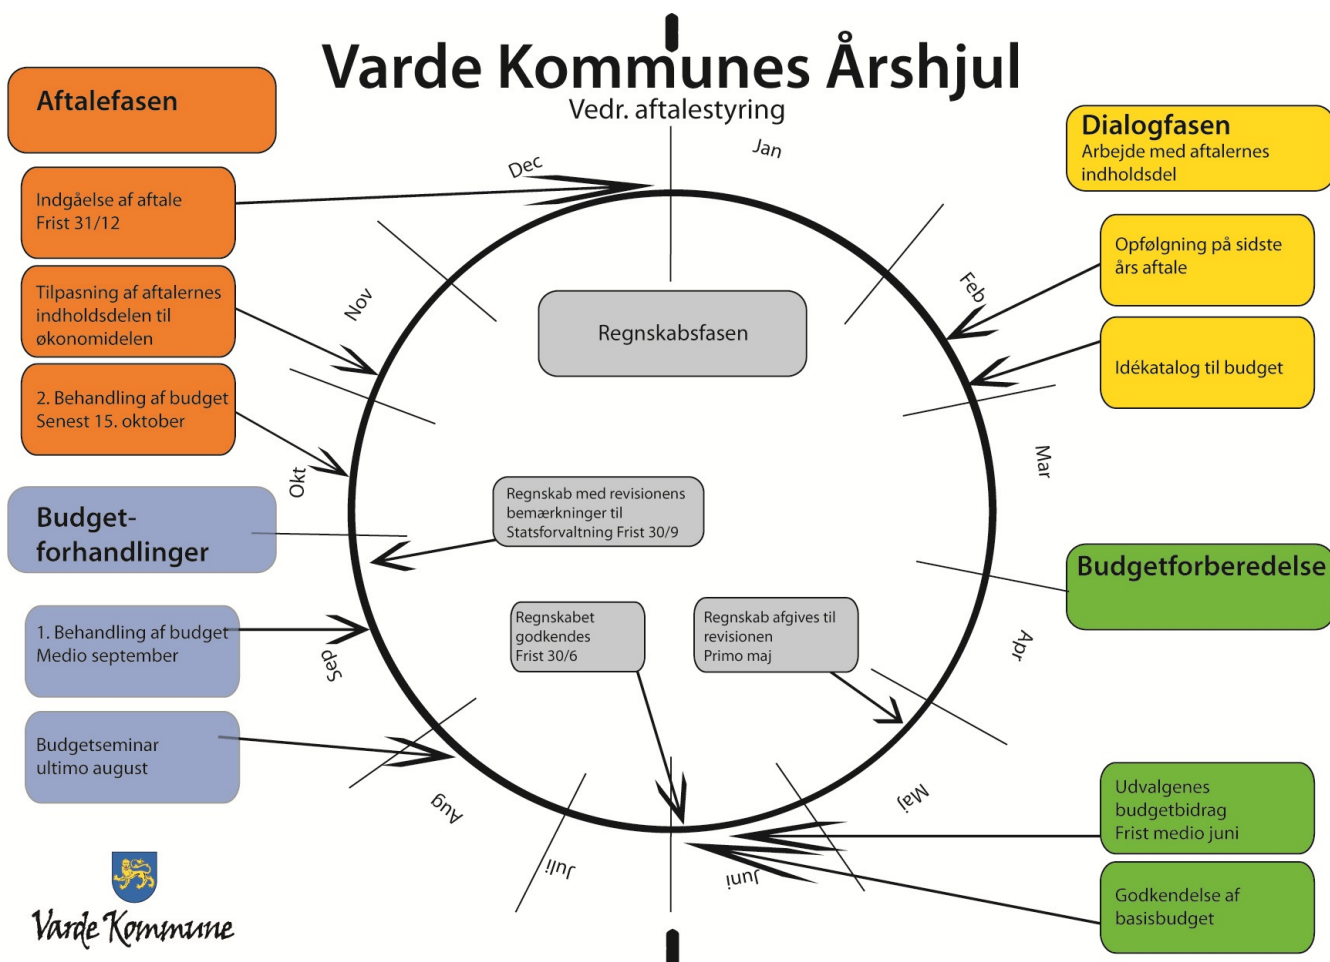 Varde Kommunes Årshjul
Vedr. aftalestyring
Aftalefasen
Indgåelse af aftale
Frist 31/12
Tilpasning af aftalernes
indholdsdelen til
økonomidelen
2. Behandling af budget
Senest 15. oktober
Budget-
forhandlinger
1. Behandling af budget
Medio september
Budgetseminar
ultimo august
Dialogfasen
Arbejde med aftalernes
indholdsdel
Opfølgning på sidste
års aftale
Idékatalog til budget
Budgetforberedelse
Udvalgenes
budgetbidrag
Frist medio juni
Godkendelse af
basisbudget
Regnskabsfasen
Regnskab med revisionens
bemærkninger til
Statsforvaltning Frist 30/9
Regnskabet
godkendes
Frist 30/6
Regnskab afgives til
revisionen
Primo maj
Jan
Feb
Mar
Apr
Maj
Juni
Juli
Aug
Sep
Okt
Nov
Dec
Varde Kommune